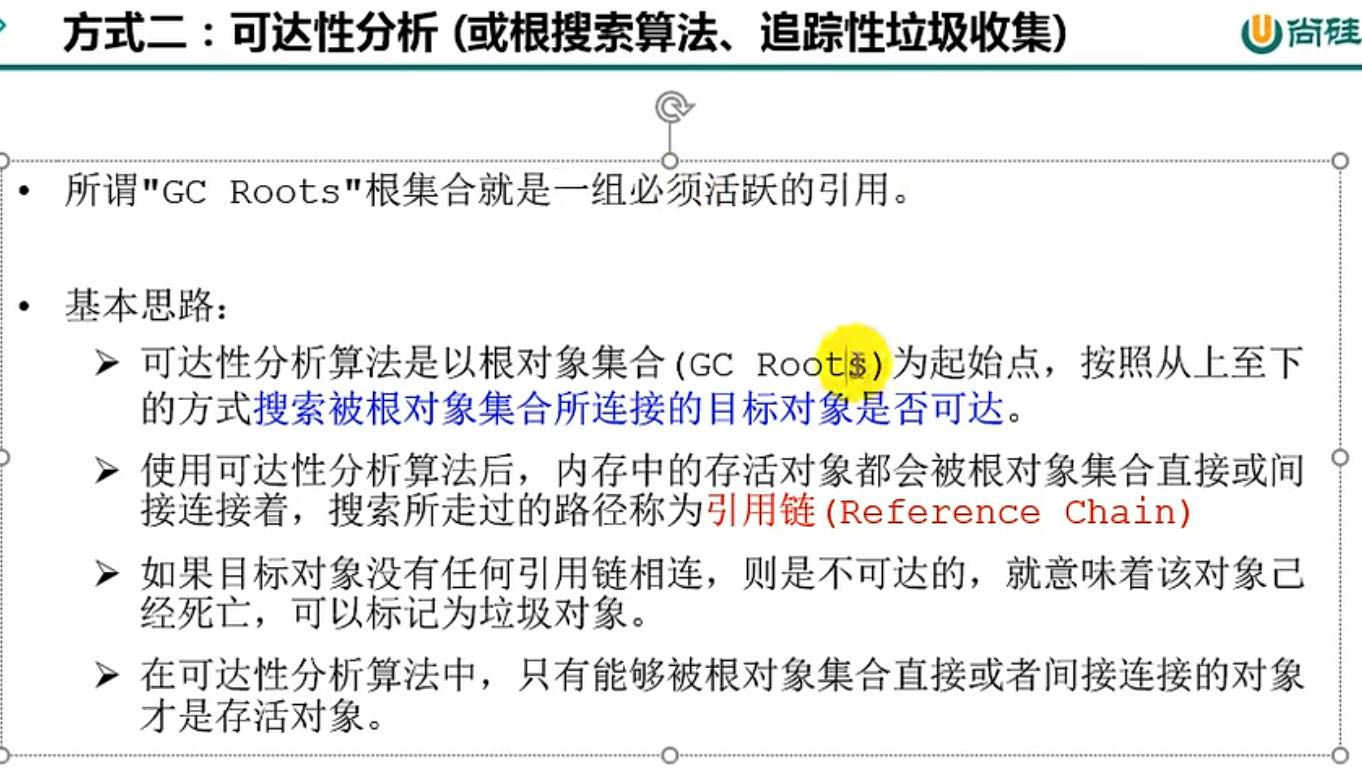 方式二：可达性分析 (或根搜索算法、追踪性垃圾收集)
尚硅
• 所谓"GC Roots"根集合就是一组必须活跃的引用。
• 基本思路：
➢ 可达性分析算法是以根对象集合(GC Roots)为起始点，按照从上至下
的方式搜索被根对象集合所连接的目标对象是否可达。
➢ 使用可达性分析算法后，内存中的存活对象都会被根对象集合直接或间
接连接着，搜索所走过的路径称为引用链(Reference Chain)
➢ 如果目标对象没有任何引用链相连，则是不可达的，就意味着该对象己
经死亡，可以标记为垃圾对象。
➢ 在可达性分析算法中，只有能够被根对象集合直接或者间接连接的对象
才是存活对象。